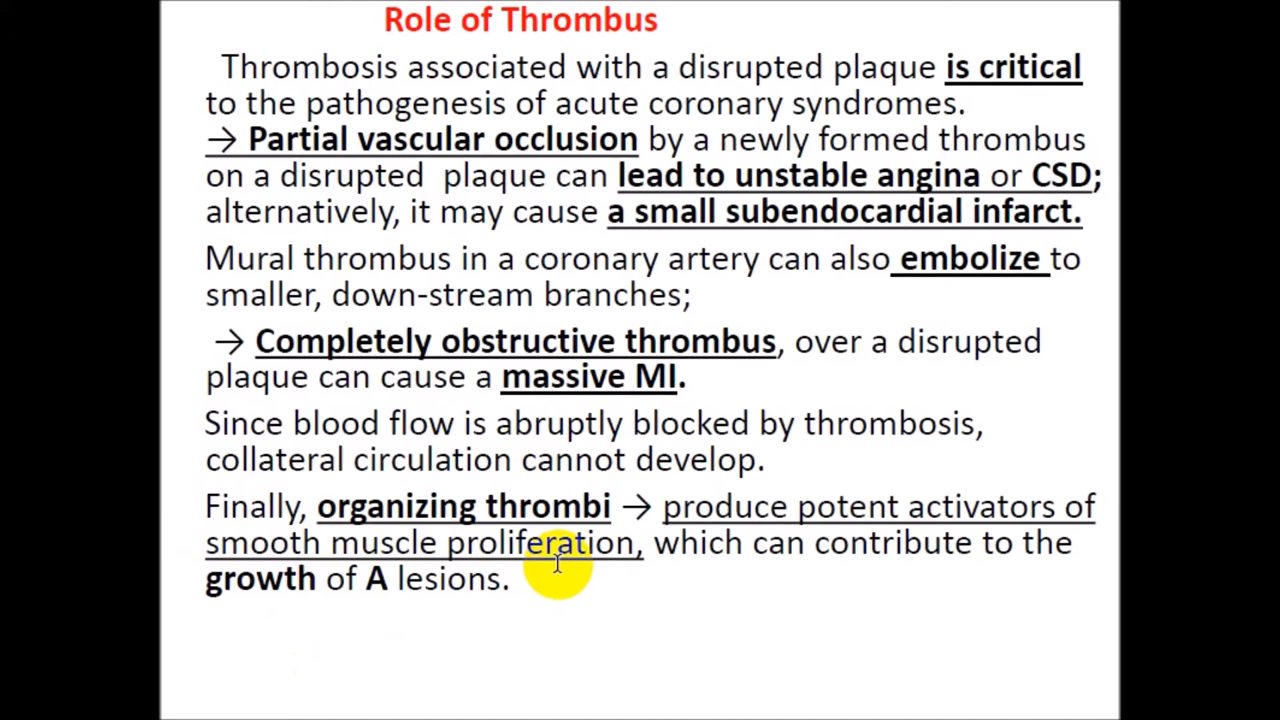 Role of Thrombus
Thrombosis associated with a disrupted plaque is critical
to the pathogenesis of acute coronary syndromes.
→ Partial vascular occlusion by a newly formed thrombus
on a disrupted plaque can lead to unstable angina or CSD;
alternatively, it may cause a small subendocardial infarct.
Mural thrombus in a coronary artery can also embolize to
smaller, down-stream branches;
→ Completely obstructive thrombus, over a disrupted
plaque can cause a massive MI.
Since blood flow is abruptly blocked by thrombosis,
collateral circulation cannot develop.
Finally, organizing thrombi → produce potent activators of
smooth muscle proliferation, which can contribute to the
growth of A lesions.